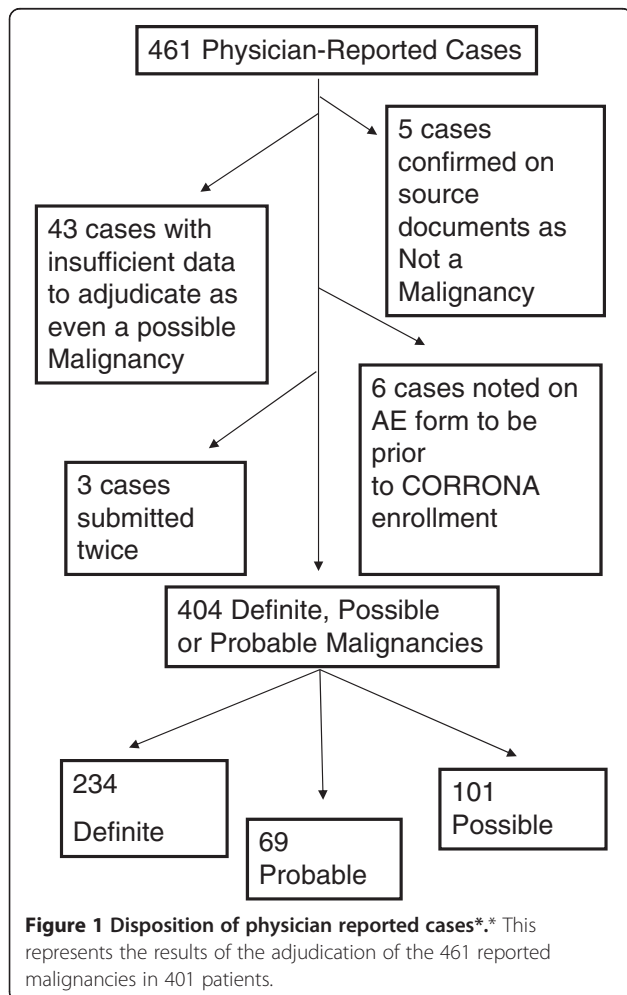 461 Physician-Reported Cases
5 cases
confirmed on
source
documents as
Not a
Malignancy
43 cases with
insufficient data
to adjudicate as
even a possible
Malignancy
6 cases noted on
AE form to be
prior
to CORRONA
enrollment
3 cases
submitted
twice
404 Definite, Possible
or Probable Malignancies
234
Definite
69
Probable
101
Possible
Figure 1 Disposition of physician reported cases*.* This
represents the results of the adjudication of the 461 reported
malignancies in 401 patients.